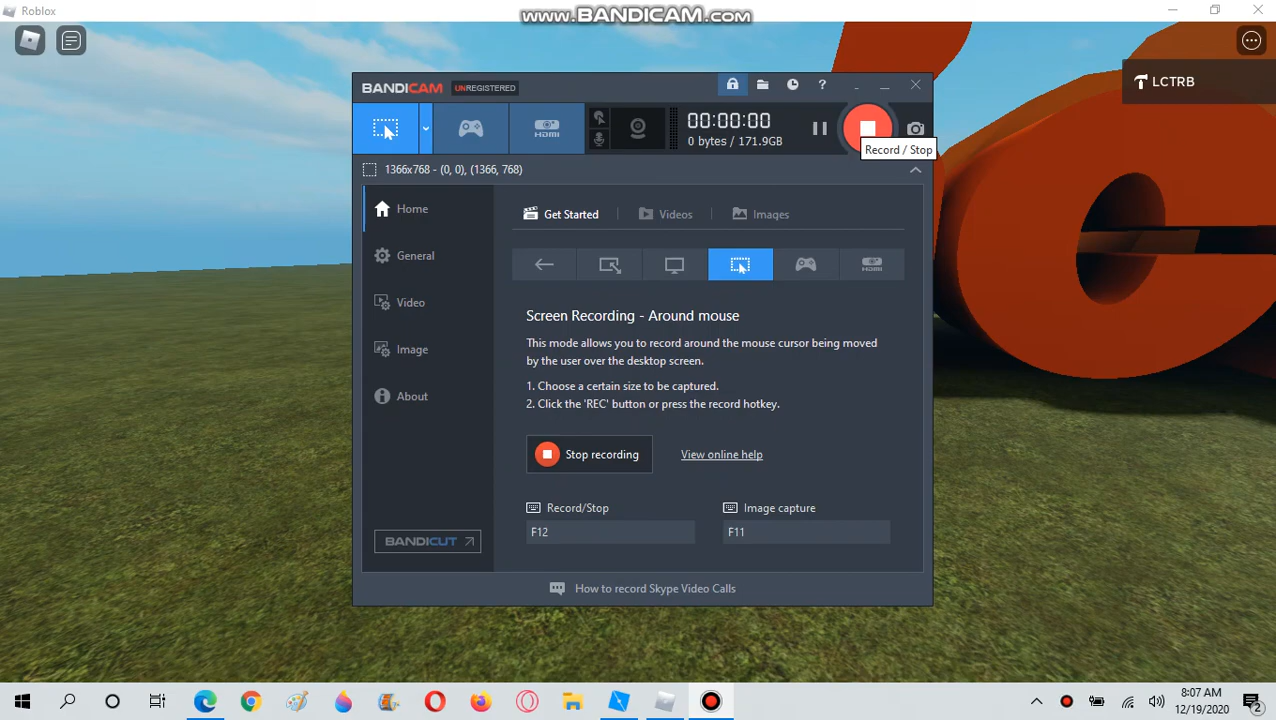 Roblox
www.BANDICAM.com
LCTRB
BANDICAM UNREGISTERED
?
00:00:00
0 bytes / 171.9GB
HDMI
Record / Stop
1366x768 - (0, 0), (1366, 768)
Home
General
Video
Image
About
BANDICUT
Get Started
Videos
Images
HDMI
Screen Recording - Around mouse
This mode allows you to record around the mouse cursor being moved
by the user over the desktop screen.
1. Choose a certain size to be captured.
2. Click the 'REC' button or press the record hotkey.
Stop recording
View online help
Record/Stop
Image capture
F12
F11
How to record Skype Video Calls
8:07 AM
12/19/2020
2